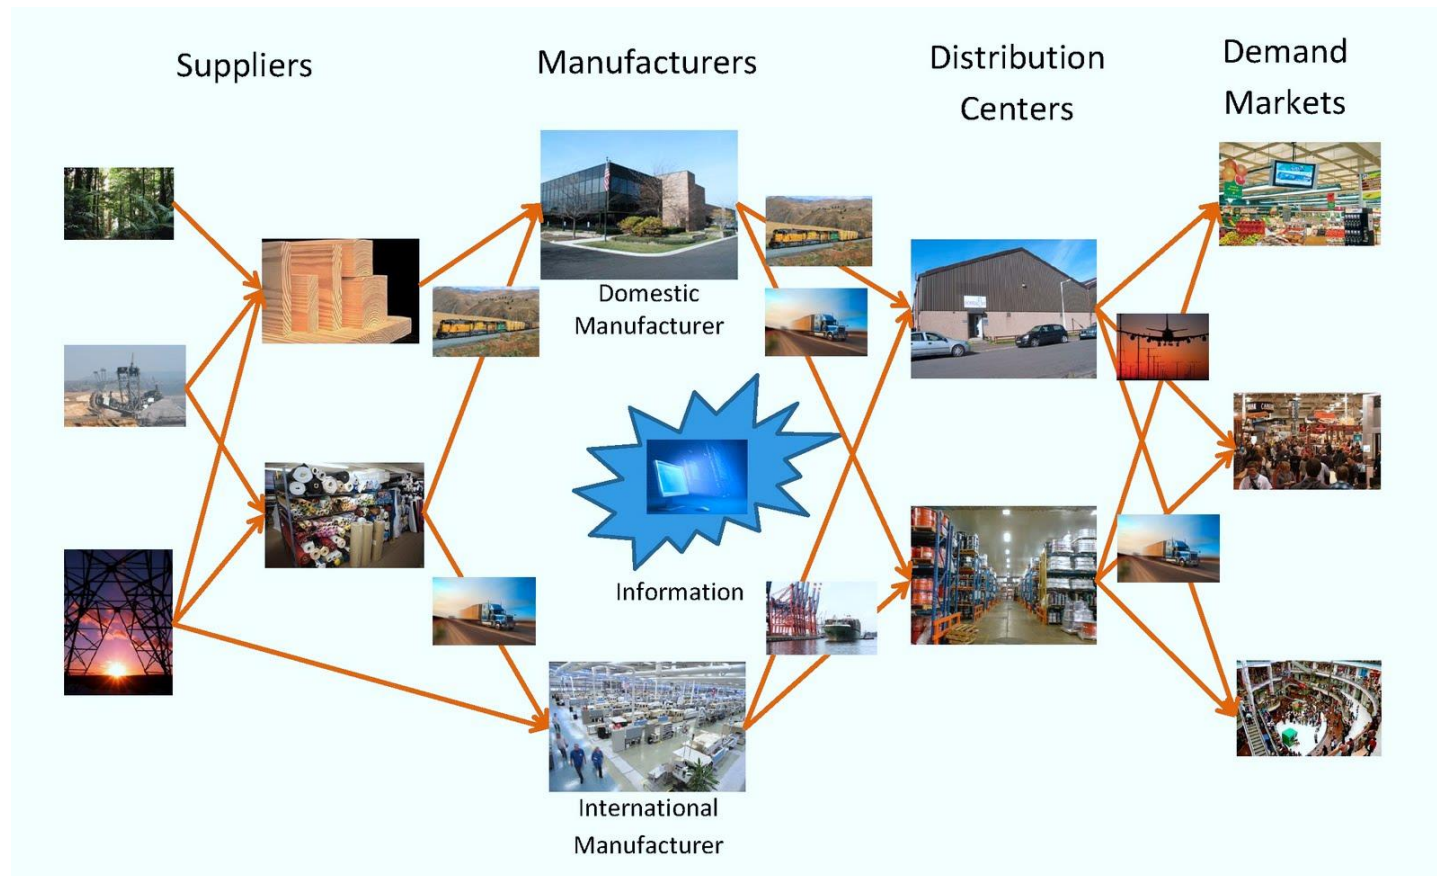 Suppliers
Manufacturers
Distribution
Centers
Demand
Markets
Domestic
Manufacturer
Information
International
Manufacturer